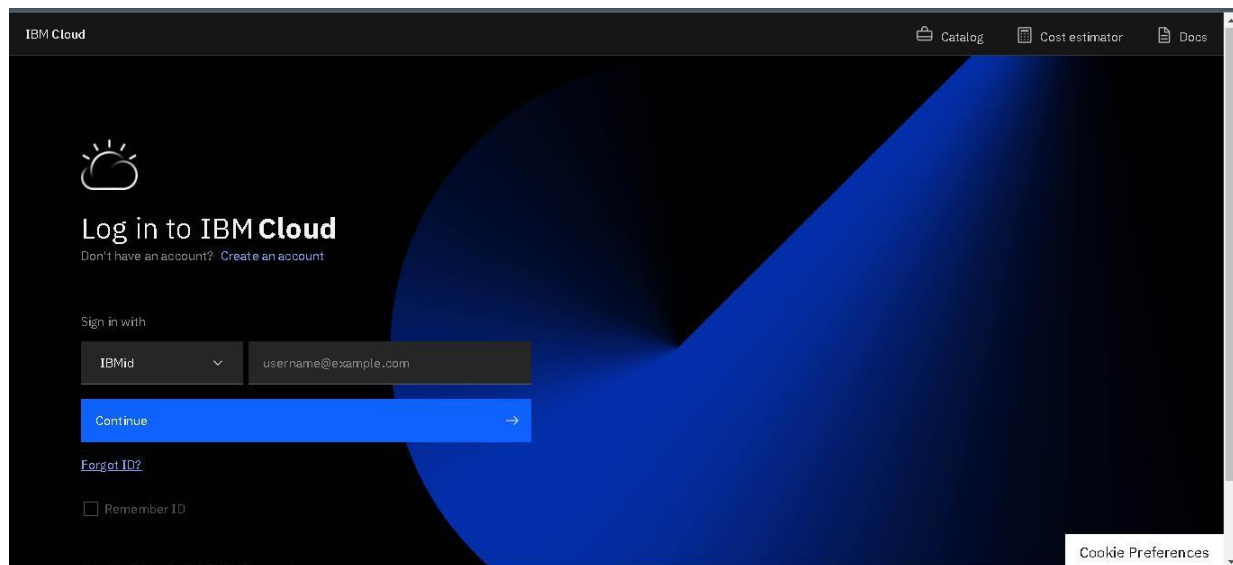 IBM Cloud
Catalog
Cost estimator
Docs
Log in to IBM Cloud
Don't have an account? Create an account
Sign in with
IBMid
username@example.com
Continue
Forgot ID?
Remember ID
Cookie Preferences